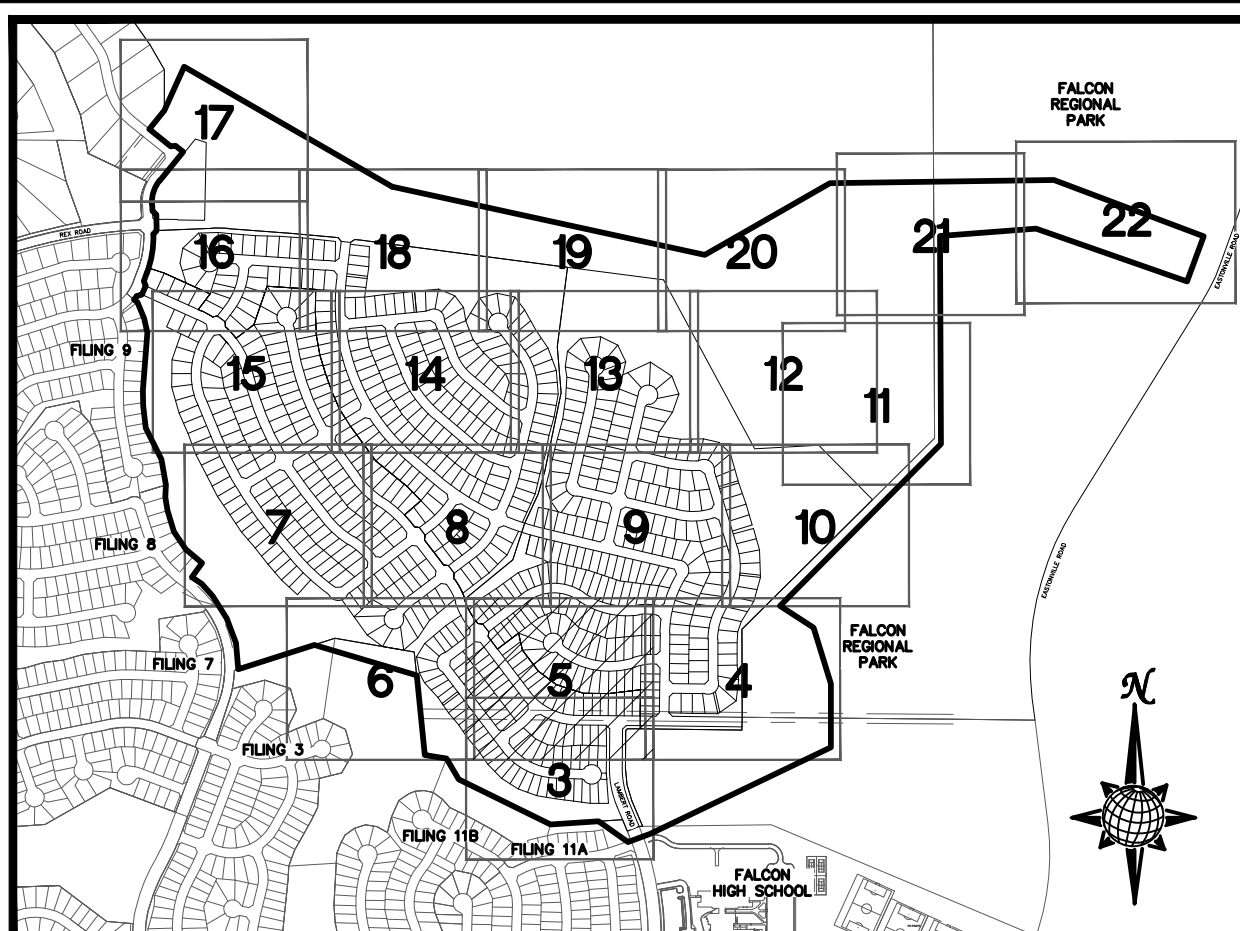 FALCON
REGIONAL
PARK
17
22
REX ROAD
16
18
19
20
21
EASTONVILLE ROAD
FILING 9
15
14
13
12
11
FILING 8
7
8
9
10
EASTONVILLE ROAD
FILING 7
6
5
4
FALCON
REGIONAL
PARK
N
FILING 3
3
LAMBERT ROAD
FILING 11B
FILING 11A
FALCON
HIGH SCHOOL